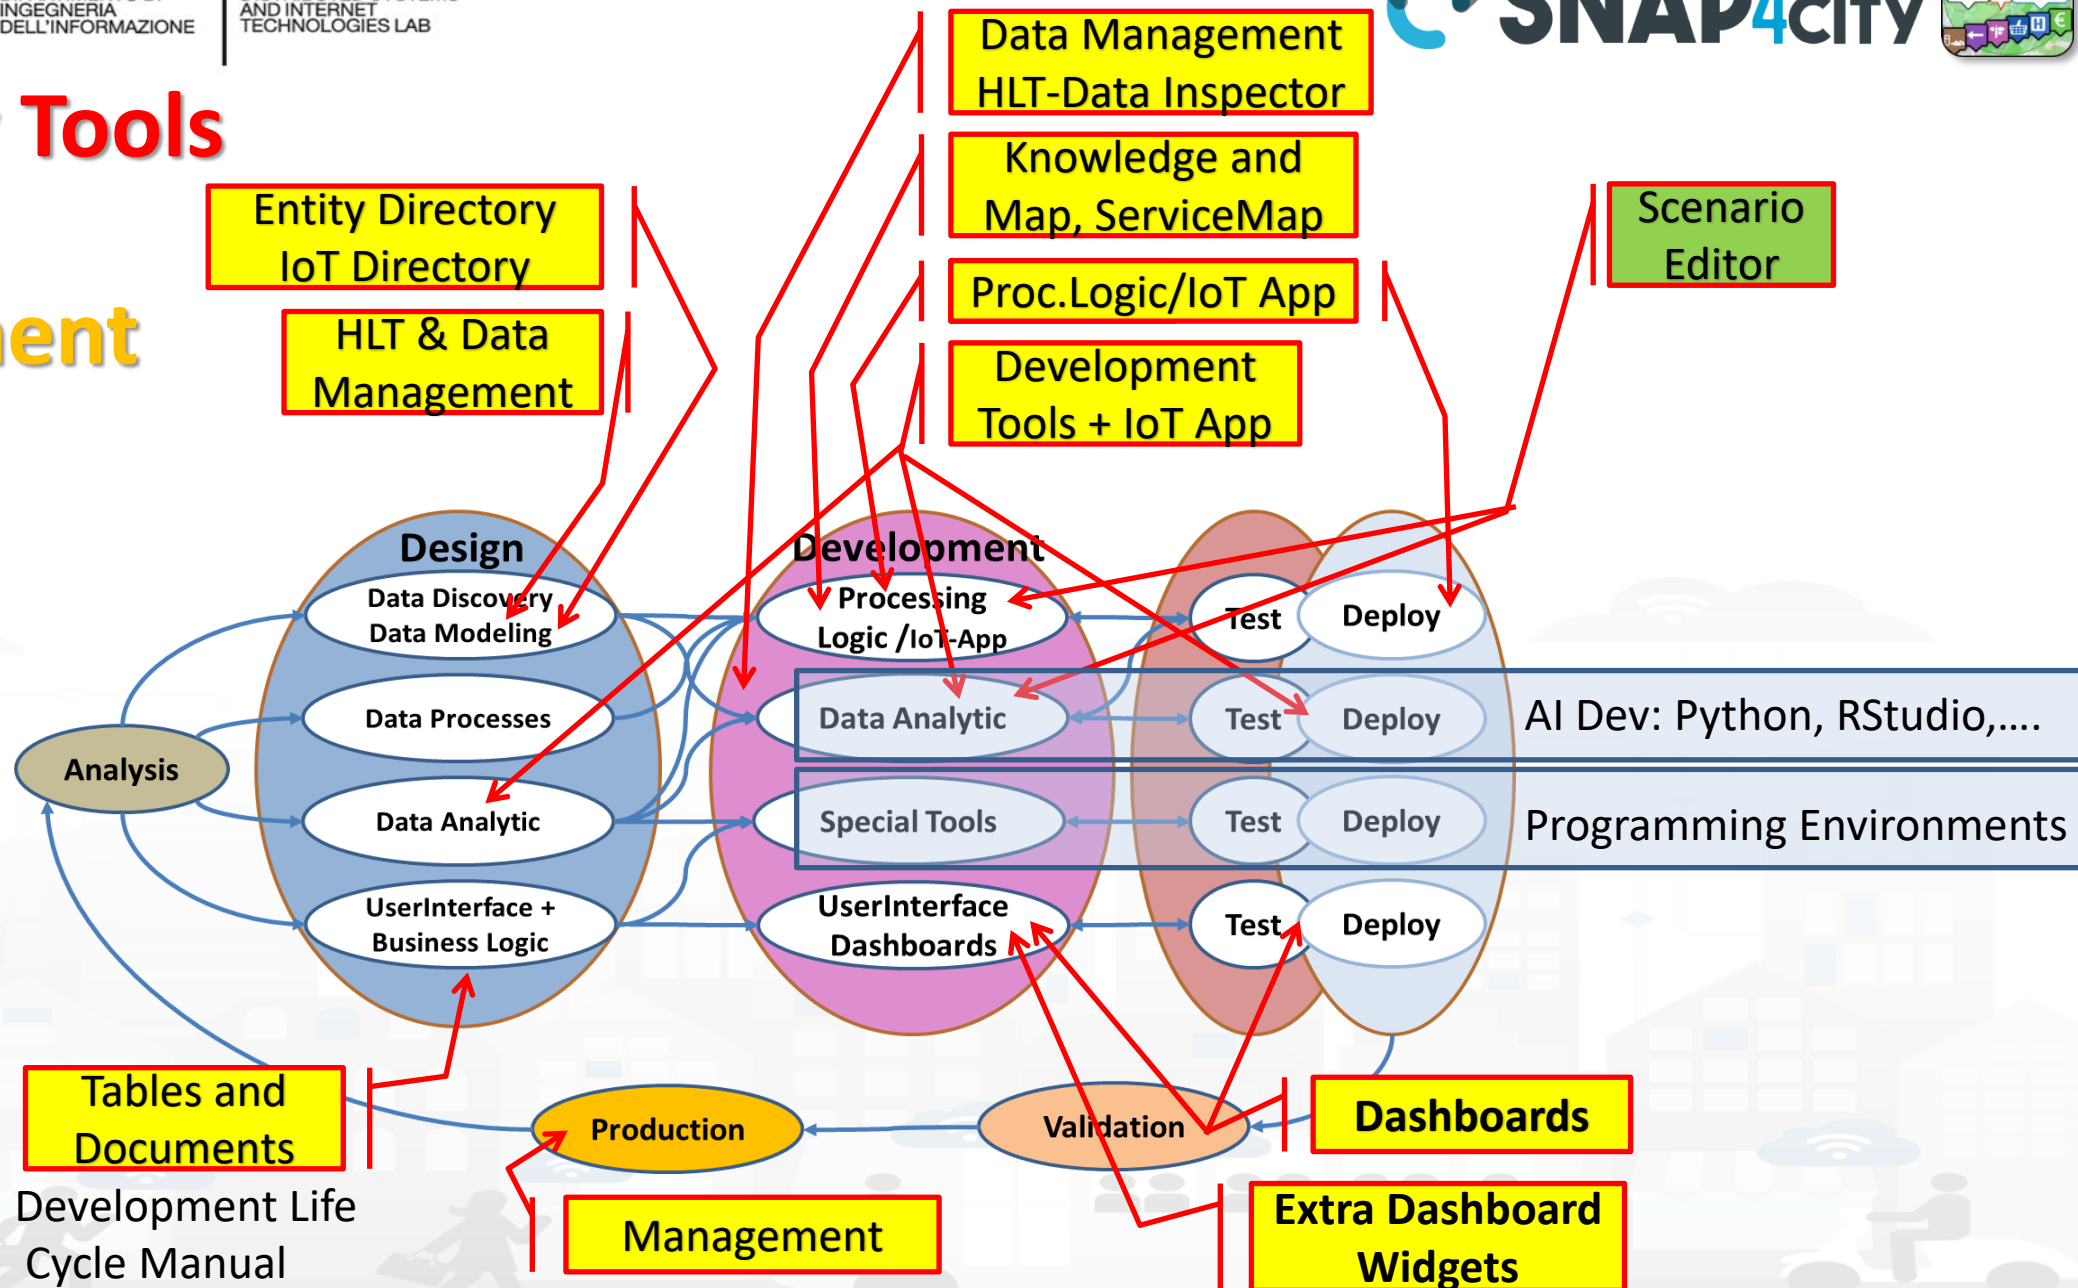 INGEGNERIA
DELL'INFORMAZIONE
AND INTERNET
TECHNOLOGIES LAB
SNAP4CITY
Tools
Data Management
HLT-Data Inspector
Knowledge and
Map, ServiceMap
Entity Directory
IoT Directory
Scenario
Editor
Proc.Logic/IoT App
HLT & Data
Management
Development
Tools + IoT App
Design
Development
Data Discovery
Data Modeling
Processing
Logic /IoT-App
Test
Deploy
Data Processes
Data Analytic
Test
Deploy
AI Dev: Python, RStudio,....
Analysis
Data Analytic
Special Tools
Test
Deploy
Programming Environments
UserInterface +
Business Logic
UserInterface
Dashboards
Test
Deploy
Tables and
Documents
Production
Validation
Dashboards
Development Life
Cycle Manual
Management
Extra Dashboard
Widgets